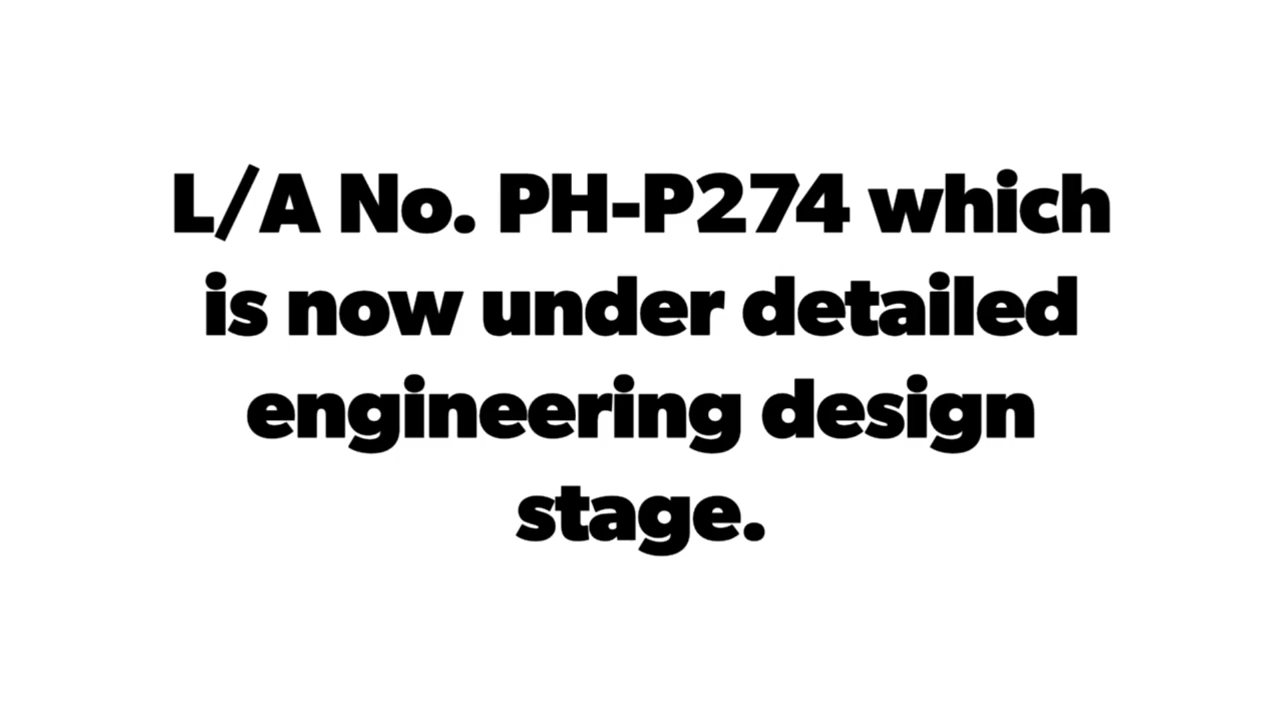 L/A No. PH-P274 which
is now under detailed
engineering design
stage.